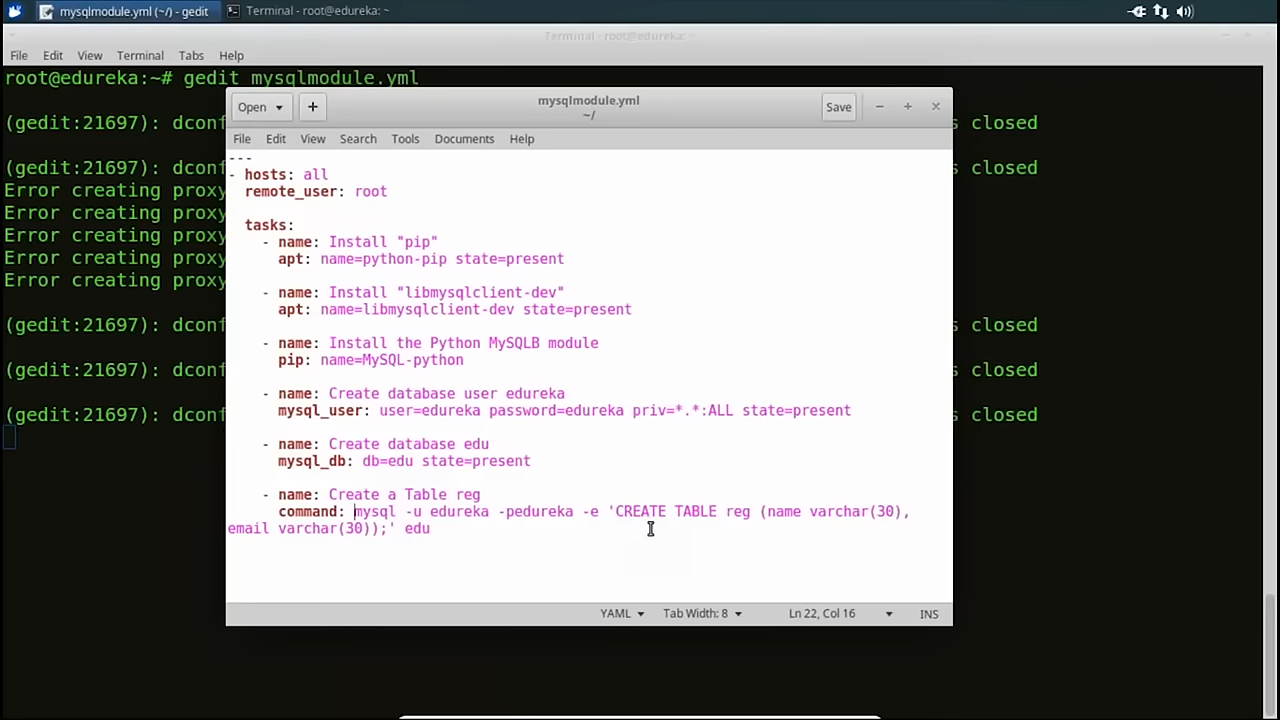 mysqlmodule.yml (~/) - gedit
Terminal - root@edureka: ~
Terminal - root@edureka: ~
File Edit View Terminal Tabs Help
root@edureka:~# gedit mysqlmodule.yml
(gedit:21697): dconf
s closed
(gedit:21697): dconf
s closed
Error creating proxy
Error creating proxy
Error creating proxy
Error creating proxy
Error creating proxy
(gedit:21697): dconf
s closed
(gedit:21697): dconf
s closed
(gedit:21697): dconf
s closed
Open
+
mysqlmodule.yml
~/
Save
File Edit View Search Tools Documents Help
---
- hosts: all
remote_user: root
tasks:
- name: Install "pip"
apt: name=python-pip state=present
- name: Install "libmysqlclient-dev"
apt: name=libmysqlclient-dev state=present
- name: Install the Python MySQLB module
pip: name=MySQL-python
- name: Create database user edureka
mysql_user: user=edureka password=edureka priv=*.*:ALL state=present
- name: Create database edu
mysql_db: db=edu state=present
- name: Create a Table reg
command: mysql -u edureka -pedureka -e 'CREATE TABLE reg (name varchar(30),
email varchar(30));' edu
YAML Tab Width: 8 Ln 22, Col 16 INS